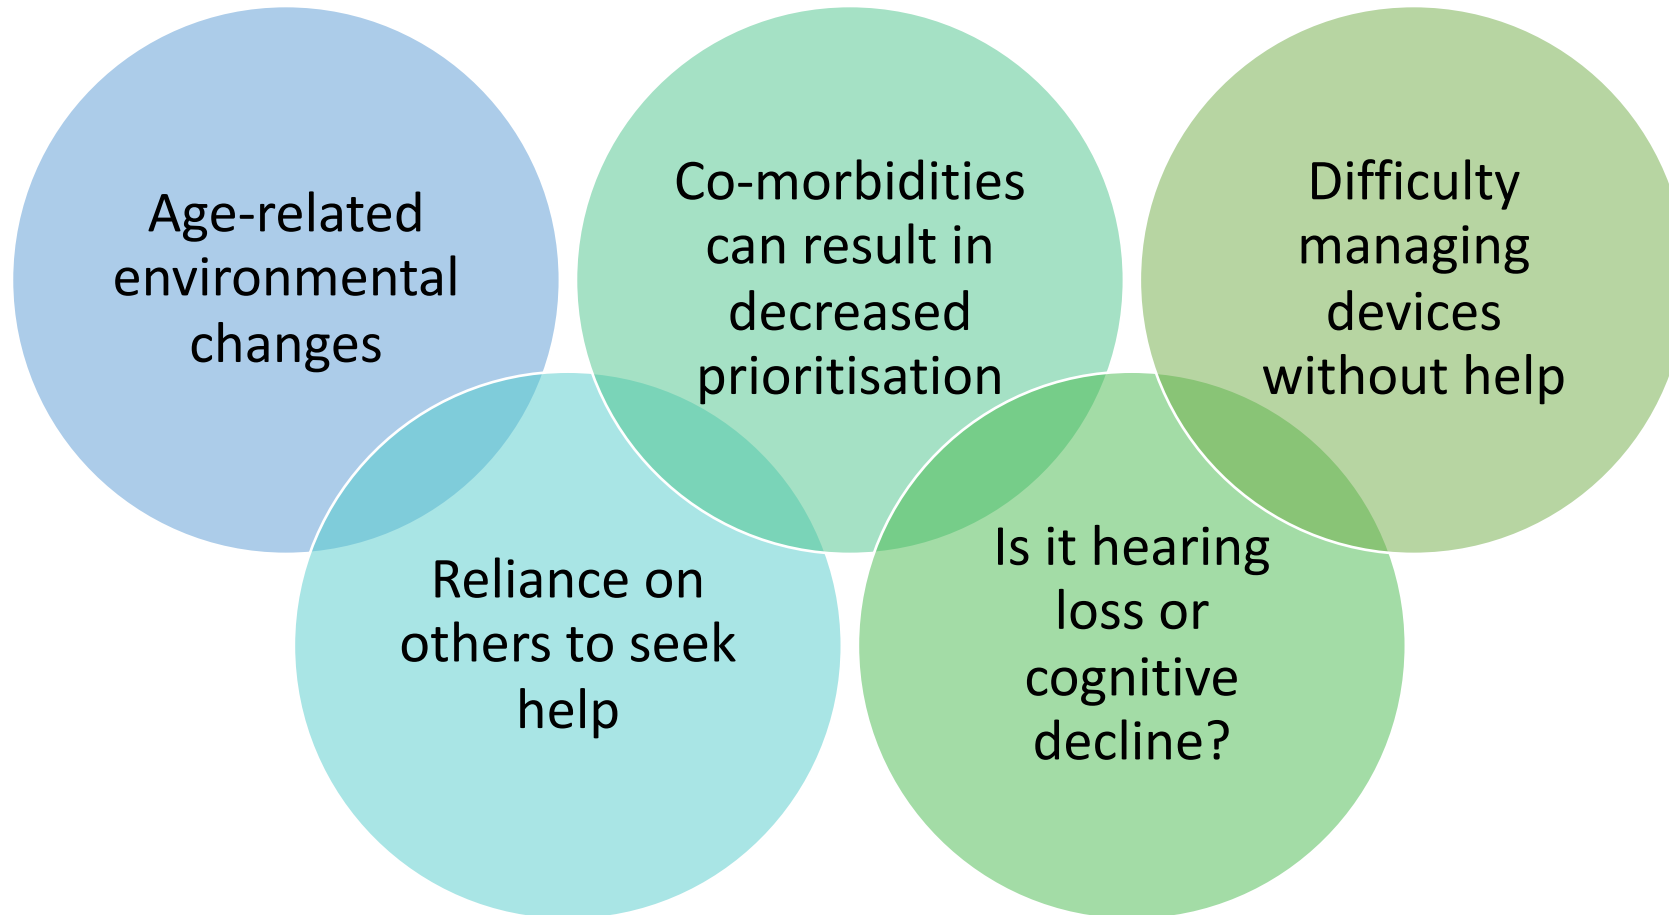 Age-related
environmental
changes
Reliance on
others to seek
help
Co-morbidities
can result in
decreased
prioritisation
Is it hearing
loss or
cognitive
decline?
Difficulty
managing
devices
without help